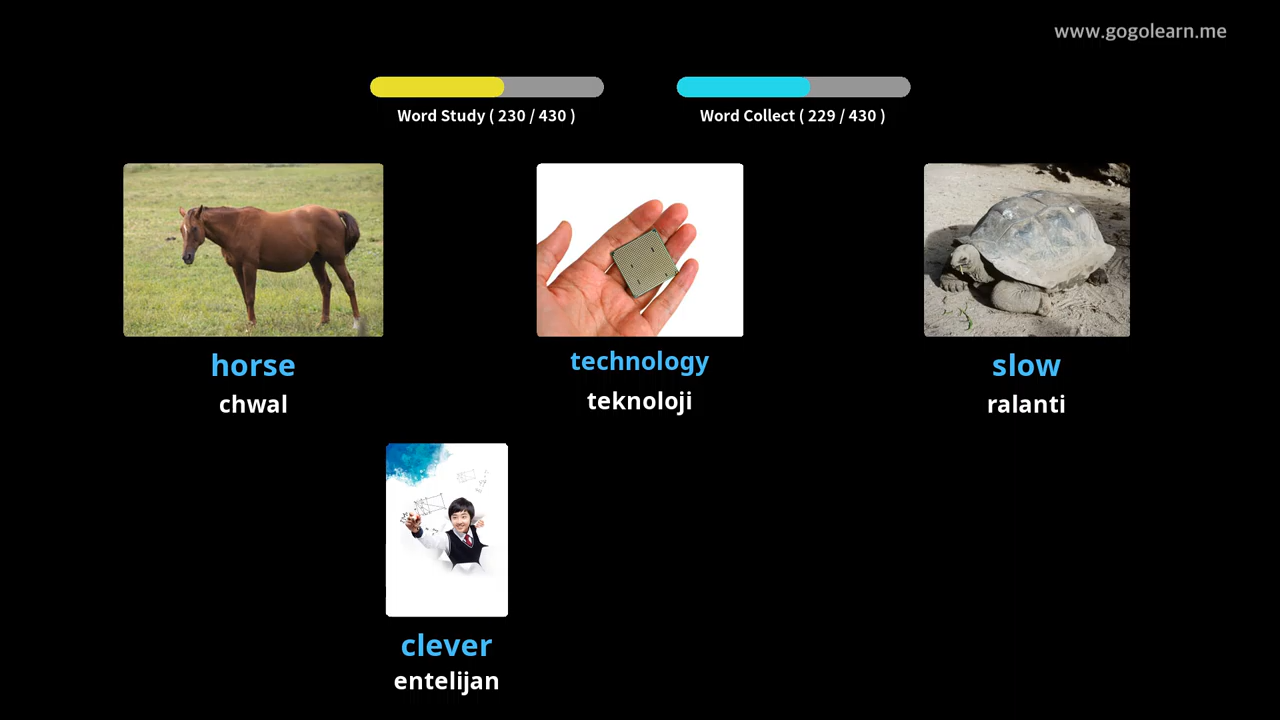 www.gogolearn.me
Word Study ( 230 / 430 )
Word Collect ( 229 / 430 )
horse
chwal
technology
teknoloji
slow
ralanti
clever
entelijan